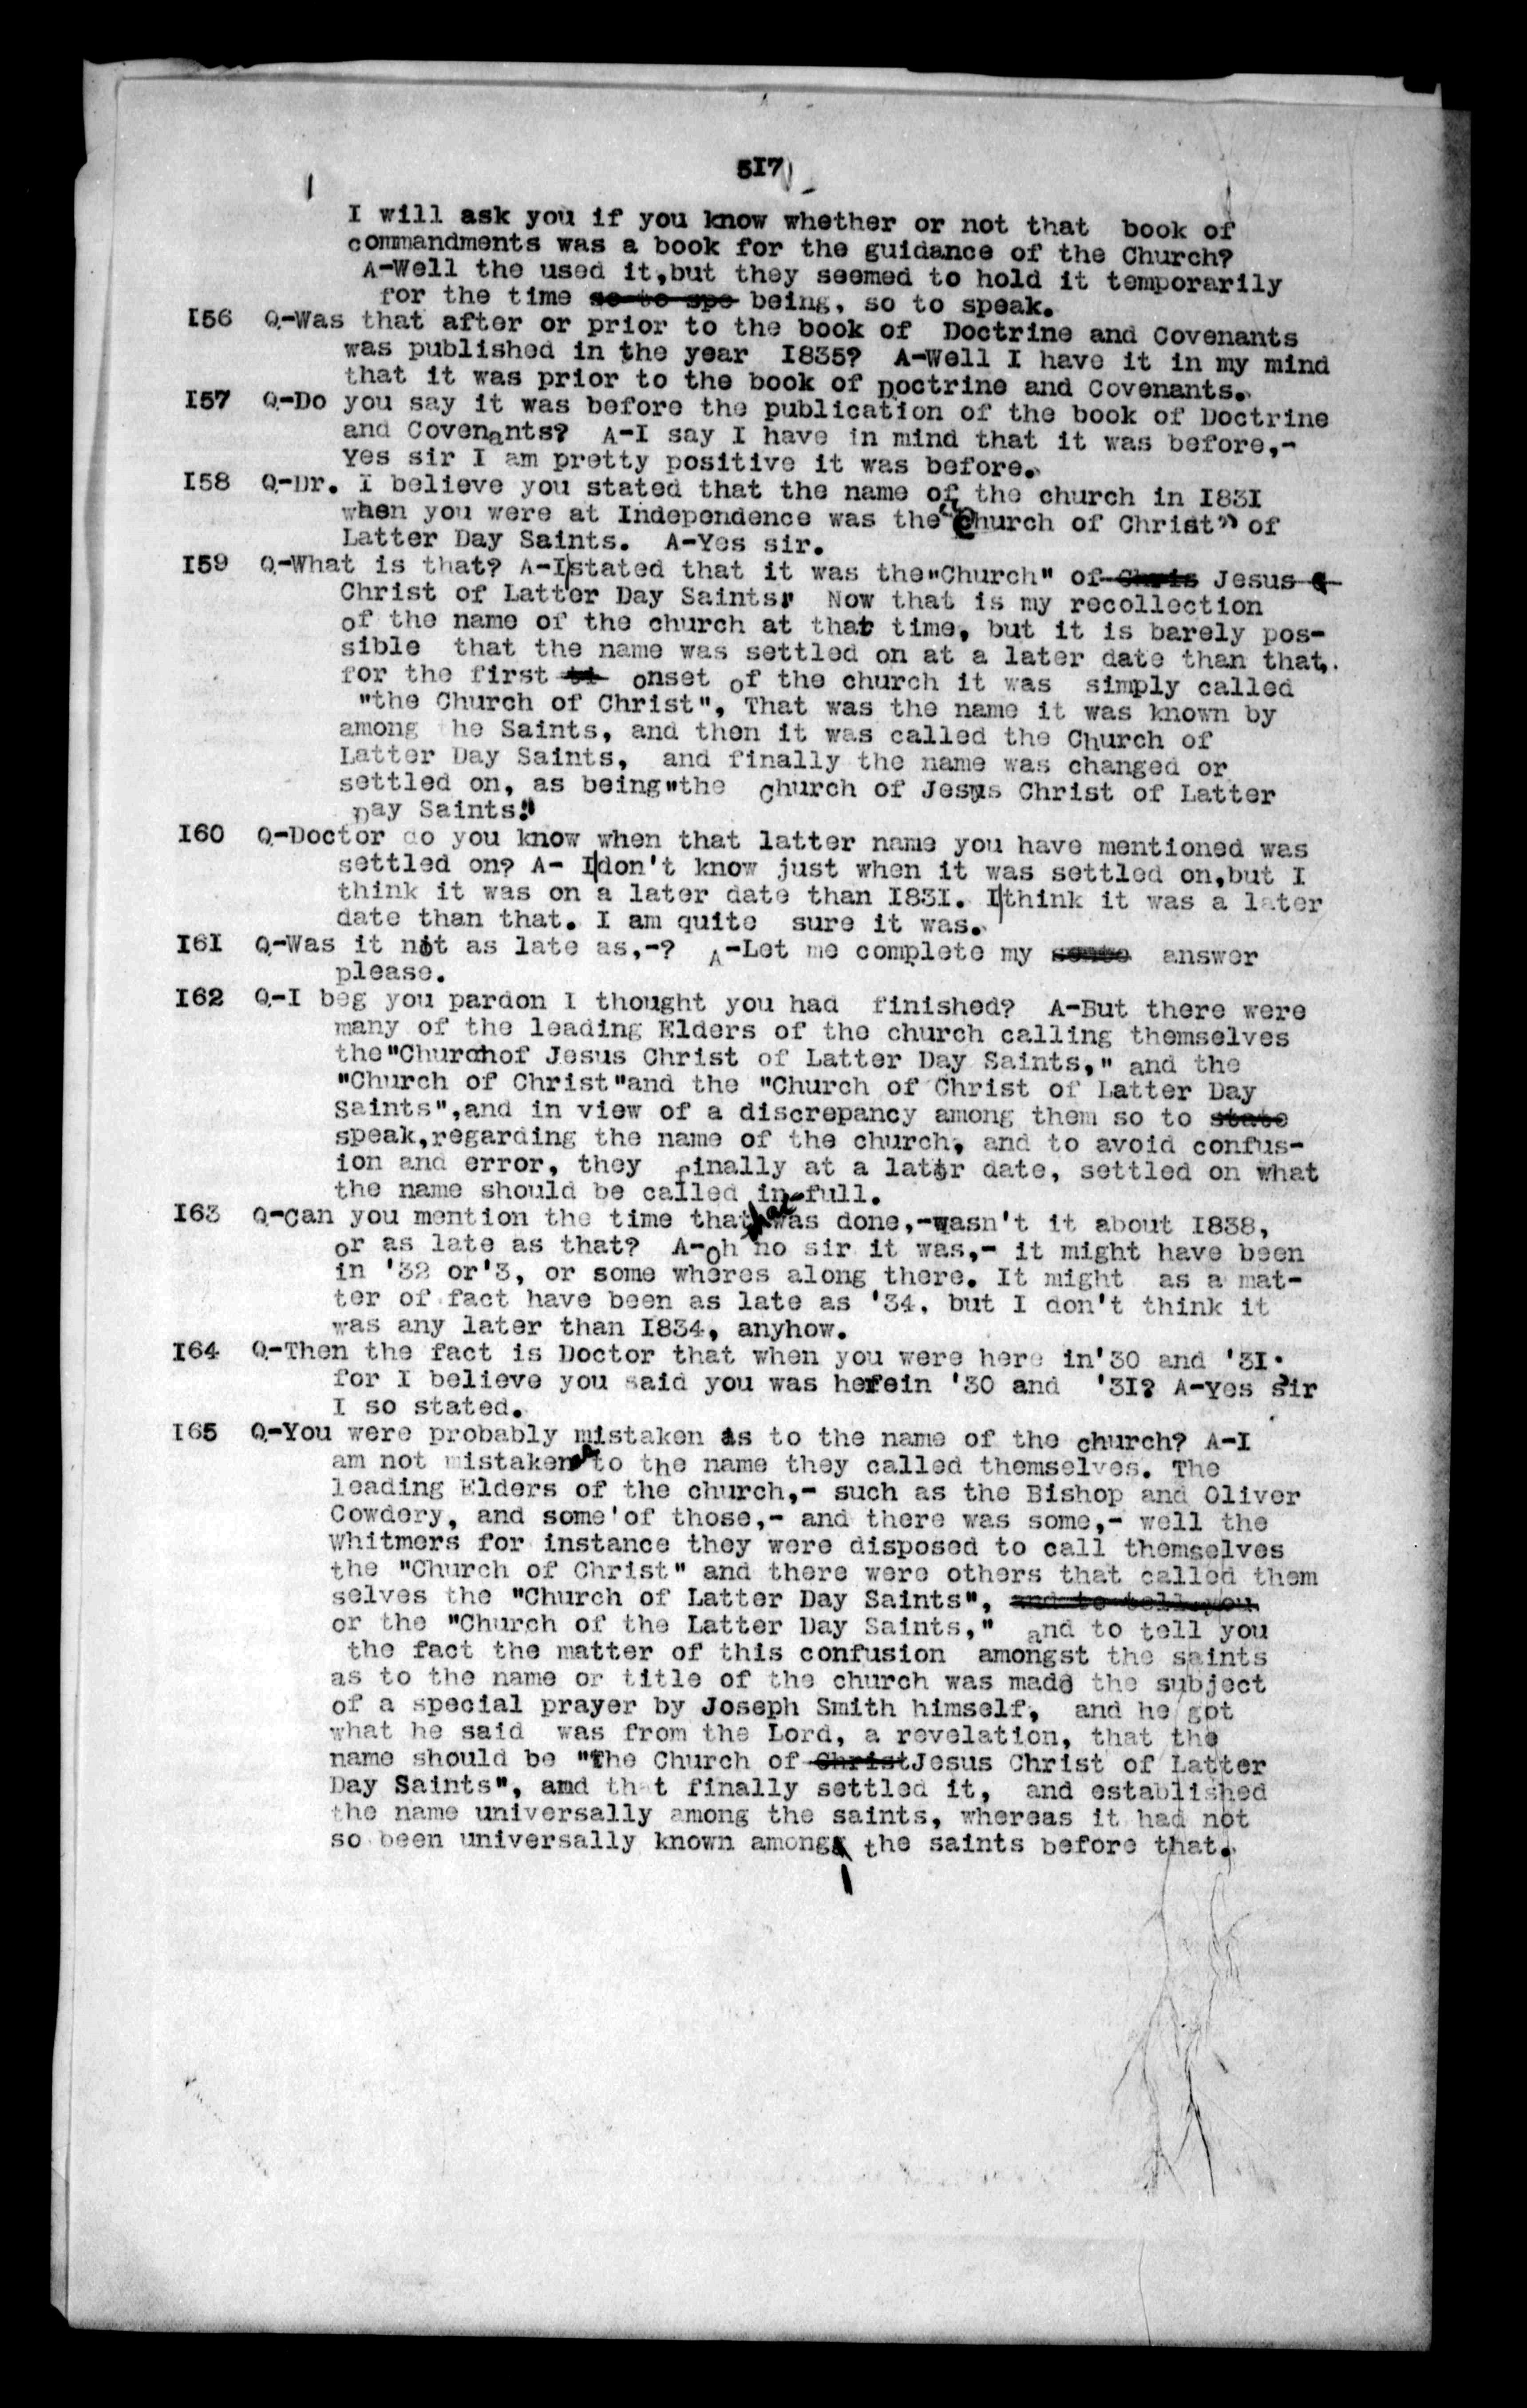 517
I will ask you if you know whether or not that book of
commandments was a book for the guidance of the Church?
A-Well the used it,but they seemed to hold it temporarily
for the time so to spe being, so to speak.
I56 Q-Was that after or prior to the book of Doctrine and Covenants
was published in the year I835? A-Well I have it in my mind
that it was prior to the book of Doctrine and Covenants.
I57 Q-Do you say it was before the publication of the book of Doctrine
and Covenants? A-I say I have in mind that it was before,-
Yes sir I am pretty positive it was before.
I58 Q-Dr. I believe you stated that the name of the church in I83I
when you were at Independence was the "Church of Christ" of
Latter Day Saints. A-Yes sir.
I59 Q-What is that? A-I|stated that it was the"Church" of Chris Jesus C
Christ of Latter Day Saints. Now that is my recollection
of the name of the church at that time, but it is barely pos-
sible that the name was settled on at a later date than that,
for the first ti onset of the church it was simply called
"the Church of Christ", That was the name it was known by
among he Saints, and then it was called the Church of
Latter Day Saints, and finally the name was changed or
settled on, as being"the Church of Jesus Christ of Latter
Day Saints."
I60 Q-Doctor do you know when that latter name you have mentioned was
settled on? A- I|don't know just when it was settled on,but I
think it was on a later date than I83I. I|think it was a later
date than that. I am quite sure it was.
I6I Q-Was it not as late as,-? A-Let me complete my sente answer
please.
I62 Q-I beg you pardon I thought you had finished? A-But there were
many of the leading Elders of the church calling themselves
the"Churchof Jesus Christ of Latter Day Saints," and the
"Church of Christ"and the "Church of Christ of Latter Day
Saints",and in view of a discrepancy among them so to state
speak,regarding the name of the church, and to avoid confus-
ion and error, they finally at a later date, settled on what
the name should be called in full.
I63 Q-Can you mention the time that was done,-wasn't it about I838,
or as late as that? A-Oh no sir it was,- it might have been
in '32 or'3, or some wheres along there. It might as a mat-
ter of fact have been as late as '34, but I don't think it
was any later than I834, anyhow.
I64 Q-Then the fact is Doctor that when you were here in'30 and '3I.
for I believe you said you was herein '30 and '3I? A-Yes sir
I so stated.
I65 Q-You were probably mistaken as to the name of the church? A-I
am not mistaken to the name they called themselves. The
leading Elders of the church,- such as the Bishop and Oliver
Cowdery, and some of those,- and there was some,- well the
Whitmers for instance they were disposed to call themselves
the "Church of Christ" and there were others that called them
selves the "Church of Latter Day Saints", and to tell you
or the "Church of the Latter Day Saints," and to tell you
the fact the matter of this confusion amongst the saints
as to the name or title of the church was made the subject
of a special prayer by Joseph Smith himself, and he got
what he said was from the Lord, a revelation, that the
name should be "The Church of Christ Jesus Christ of Latter
Day Saints", amd that finally settled it, and established
the name universally among the saints, whereas it had not
so been universally known among the saints before that.